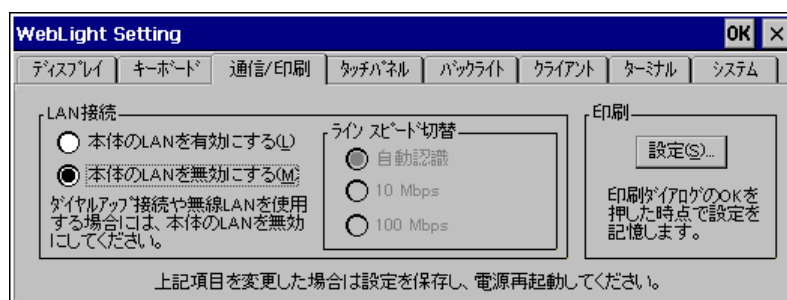 WebLight Setting
OK ×
ディスプレイ キーボード 通信/印刷 タッチパネル バックライト クライアント ターミナル システム
LAN接続
本体のLANを有効にする(L)
本体のLANを無効にする(M)
ダイヤルアップ接続や無線LANを使用
する場合には、本体のLANを無効
にしてください。
ライン スピード切替
自動認識
10 Mbps
100 Mbps
印刷
設定(S)...
印刷ダイアログのOKを
押した時点で設定を
記憶します。
上記項目を変更した場合は設定を保存し、電源再起動してください。